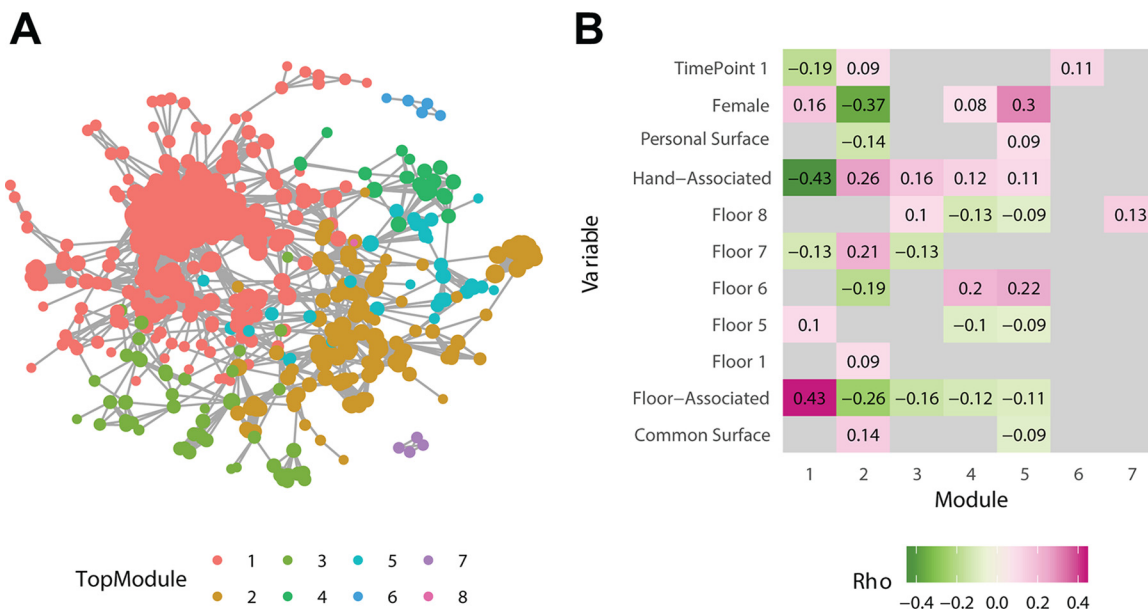 A
B
TimePoint 1 −0.19 0.09 0.11
Female 0.16 −0.37 0.08 0.3
Personal Surface −0.14 0.09
Hand−Associated −0.43 0.26 0.16 0.12 0.11
Floor 8 0.1 −0.13 −0.09 0.13
Floor 7 −0.13 0.21 −0.13
Floor 6 −0.19 0.2 0.22
Floor 5 0.1 −0.1 −0.09
Floor 1 0.09
Floor−Associated 0.43 −0.26 −0.16 −0.12 −0.11
Common Surface 0.14 −0.09
Variable
1 2 3 4 5 6 7
Module
TopModule
1 3 5 7
2 4 6 8
Rho
−0.4 −0.2 0.0 0.2 0.4